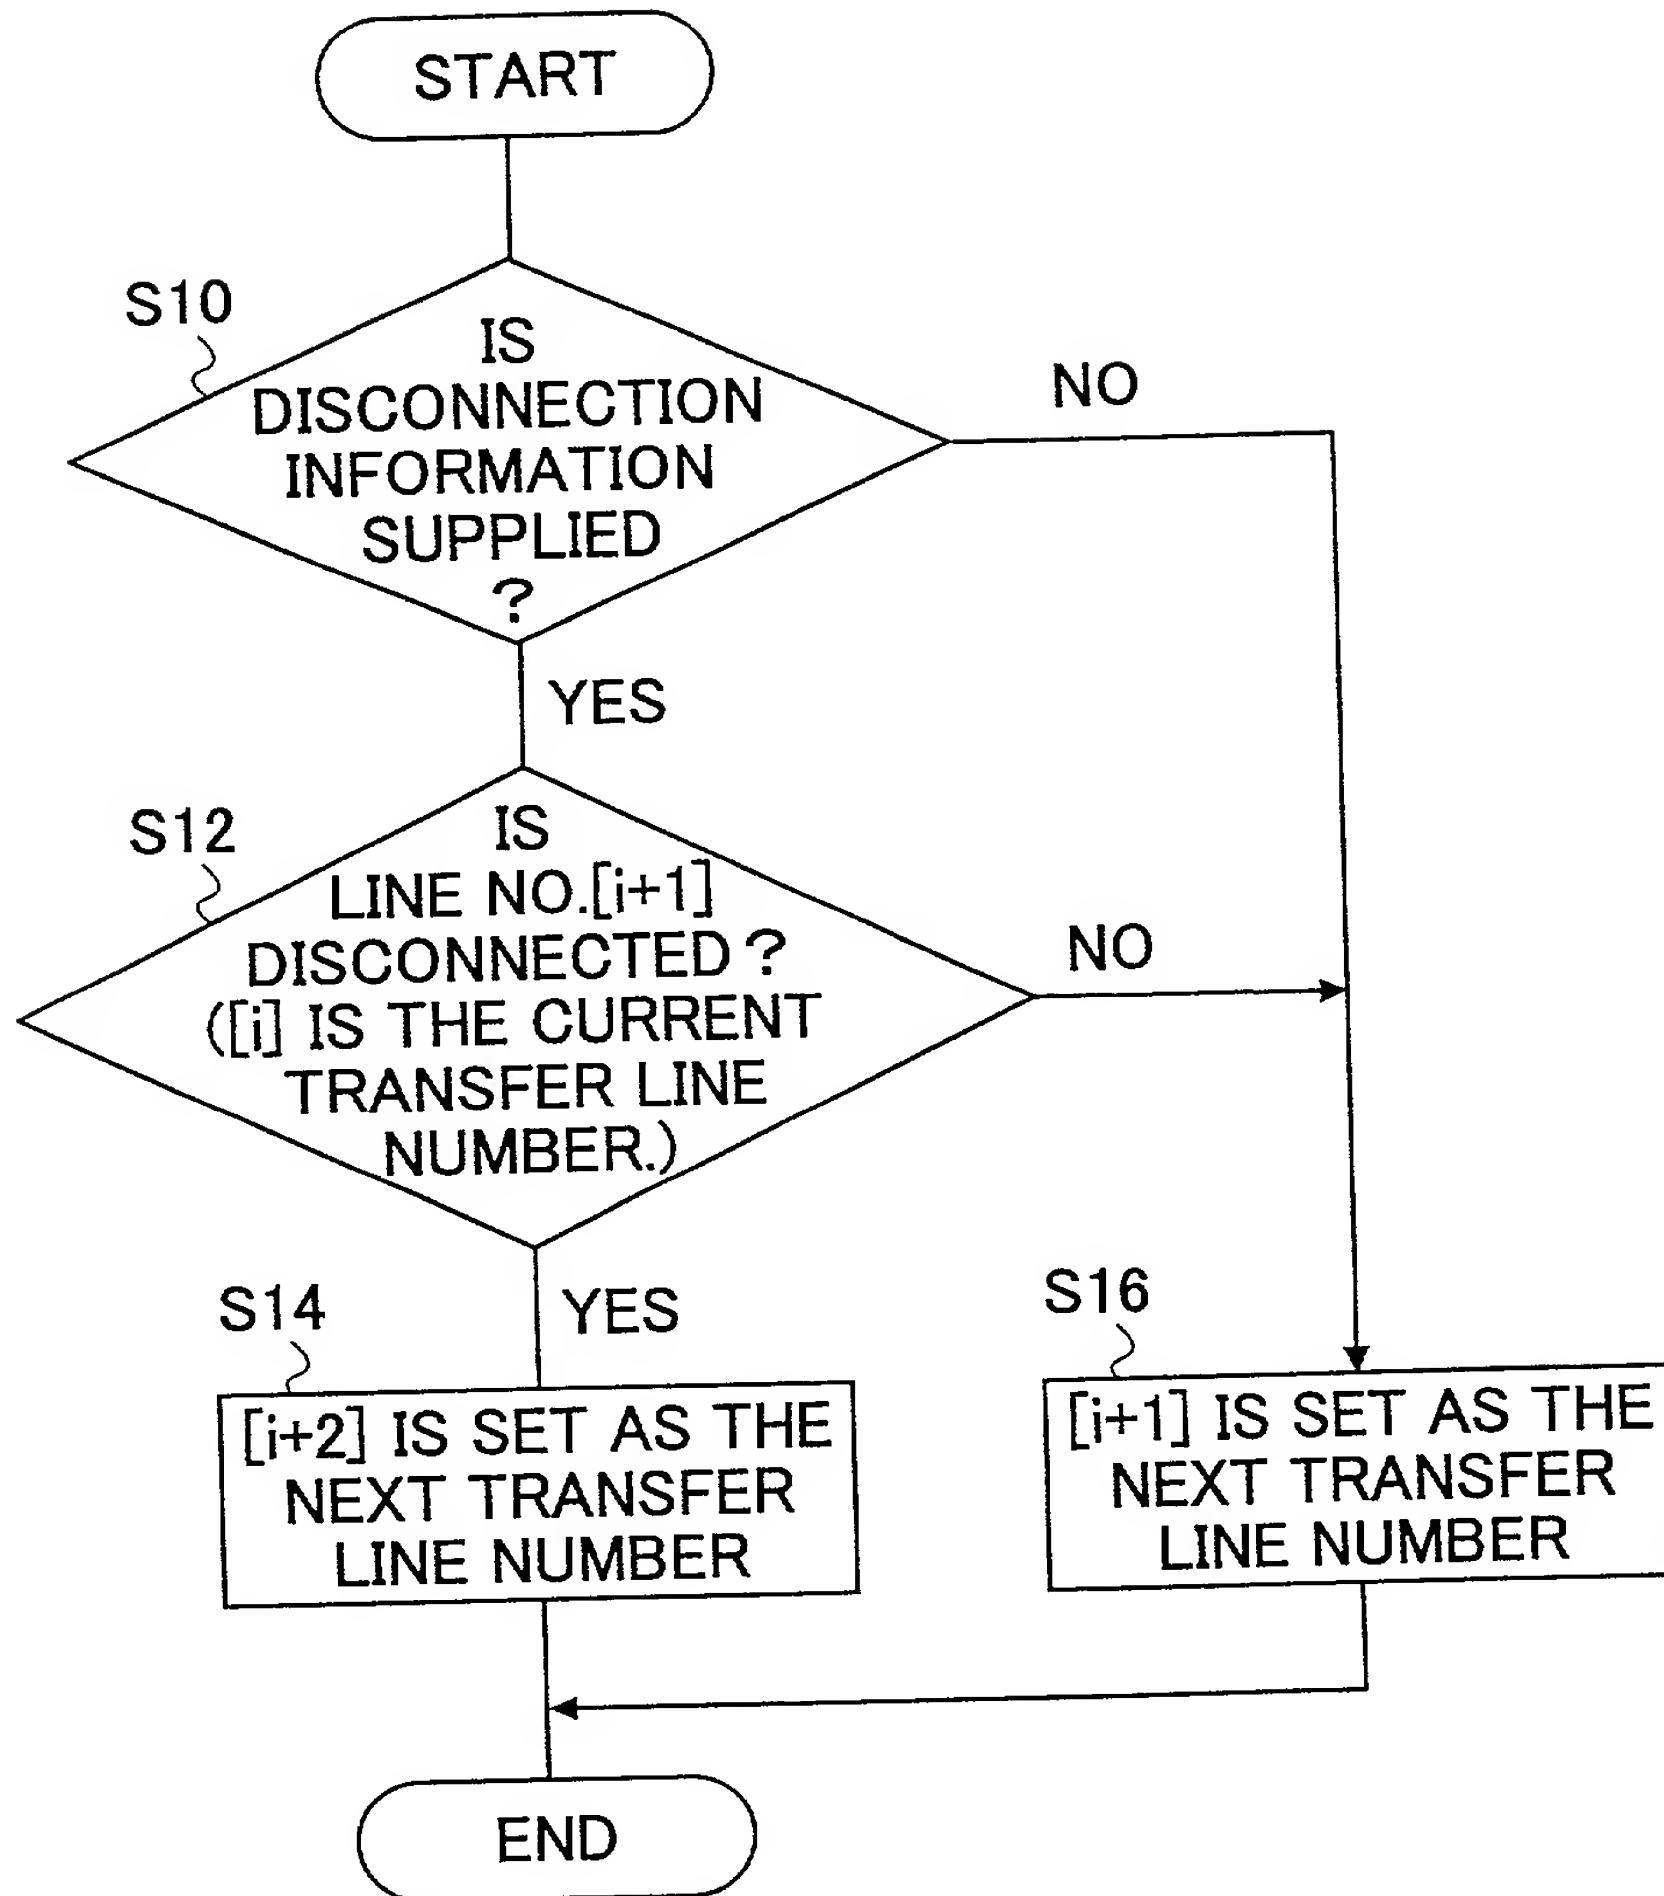 START
S10
IS
DISCONNECTION
INFORMATION
SUPPLIED
?
NO
YES
S12
IS
LINE NO.[i+1]
DISCONNECTED ?
([i] IS THE CURRENT
TRANSFER LINE
NUMBER.)
NO
YES
S14
[i+2] IS SET AS THE
NEXT TRANSFER
LINE NUMBER
S16
[i+1] IS SET AS THE
NEXT TRANSFER
LINE NUMBER
END